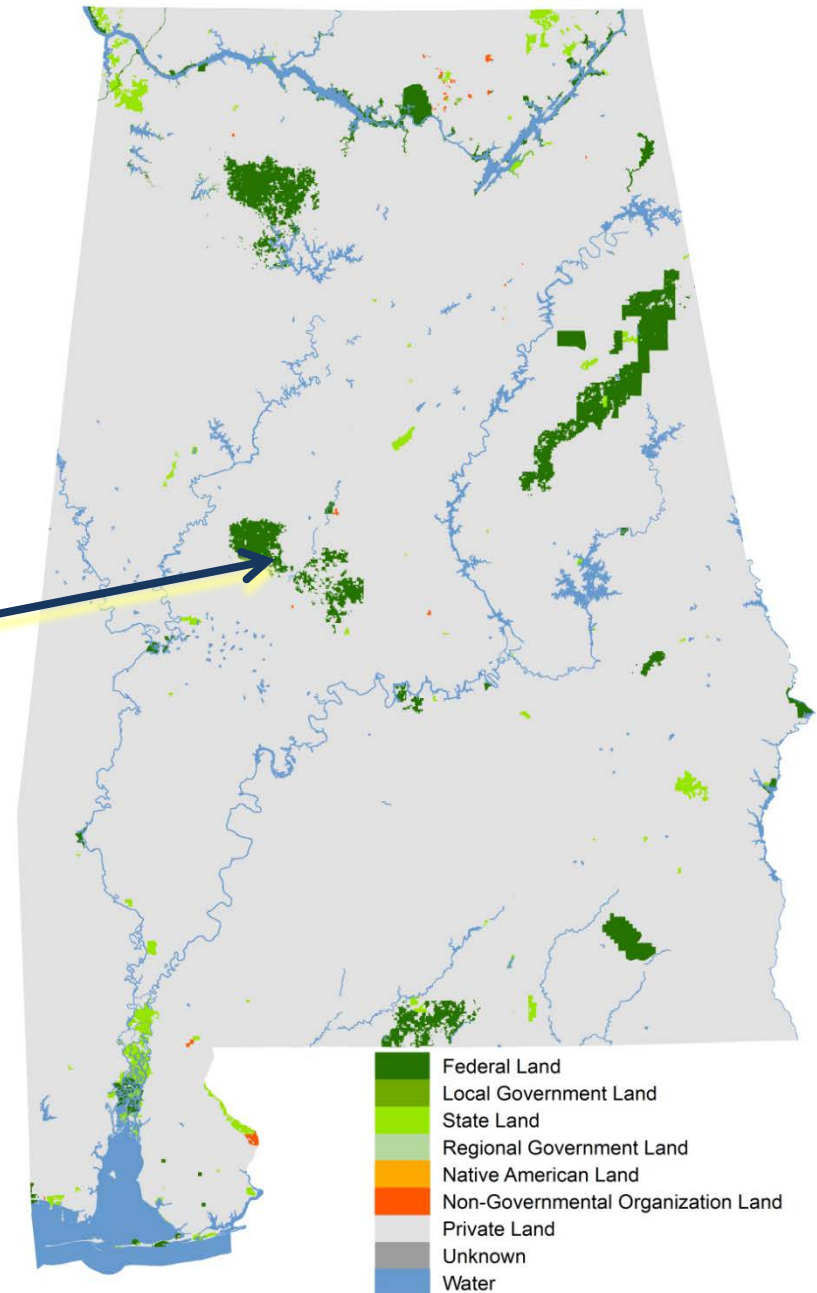 Federal Land
Local Government Land
State Land
Regional Government Land
Native American Land
Non-Governmental Organization Land
Private Land
Unknown
Water